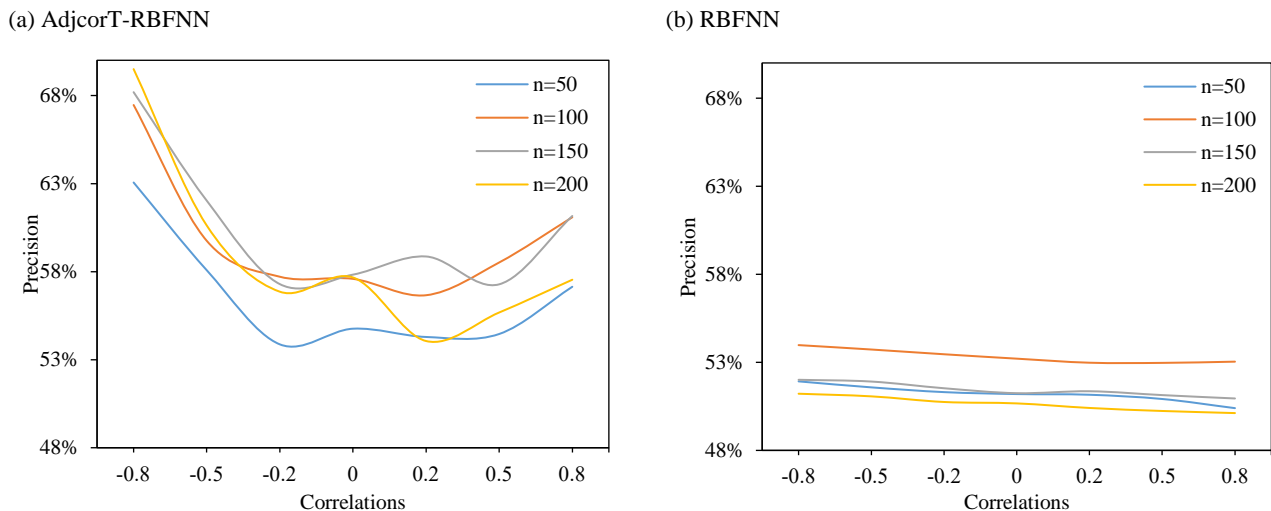 (a) AdjcorT-RBFNN
68%
63%
58%
53%
48%
Precision
-0.8 -0.5 -0.2 0 0.2 0.5 0.8
Correlations
n=50
n=100
n=150
n=200
(b) RBFNN
68%
63%
58%
53%
48%
Precision
-0.8 -0.5 -0.2 0 0.2 0.5 0.8
Correlations
n=50
n=100
n=150
n=200